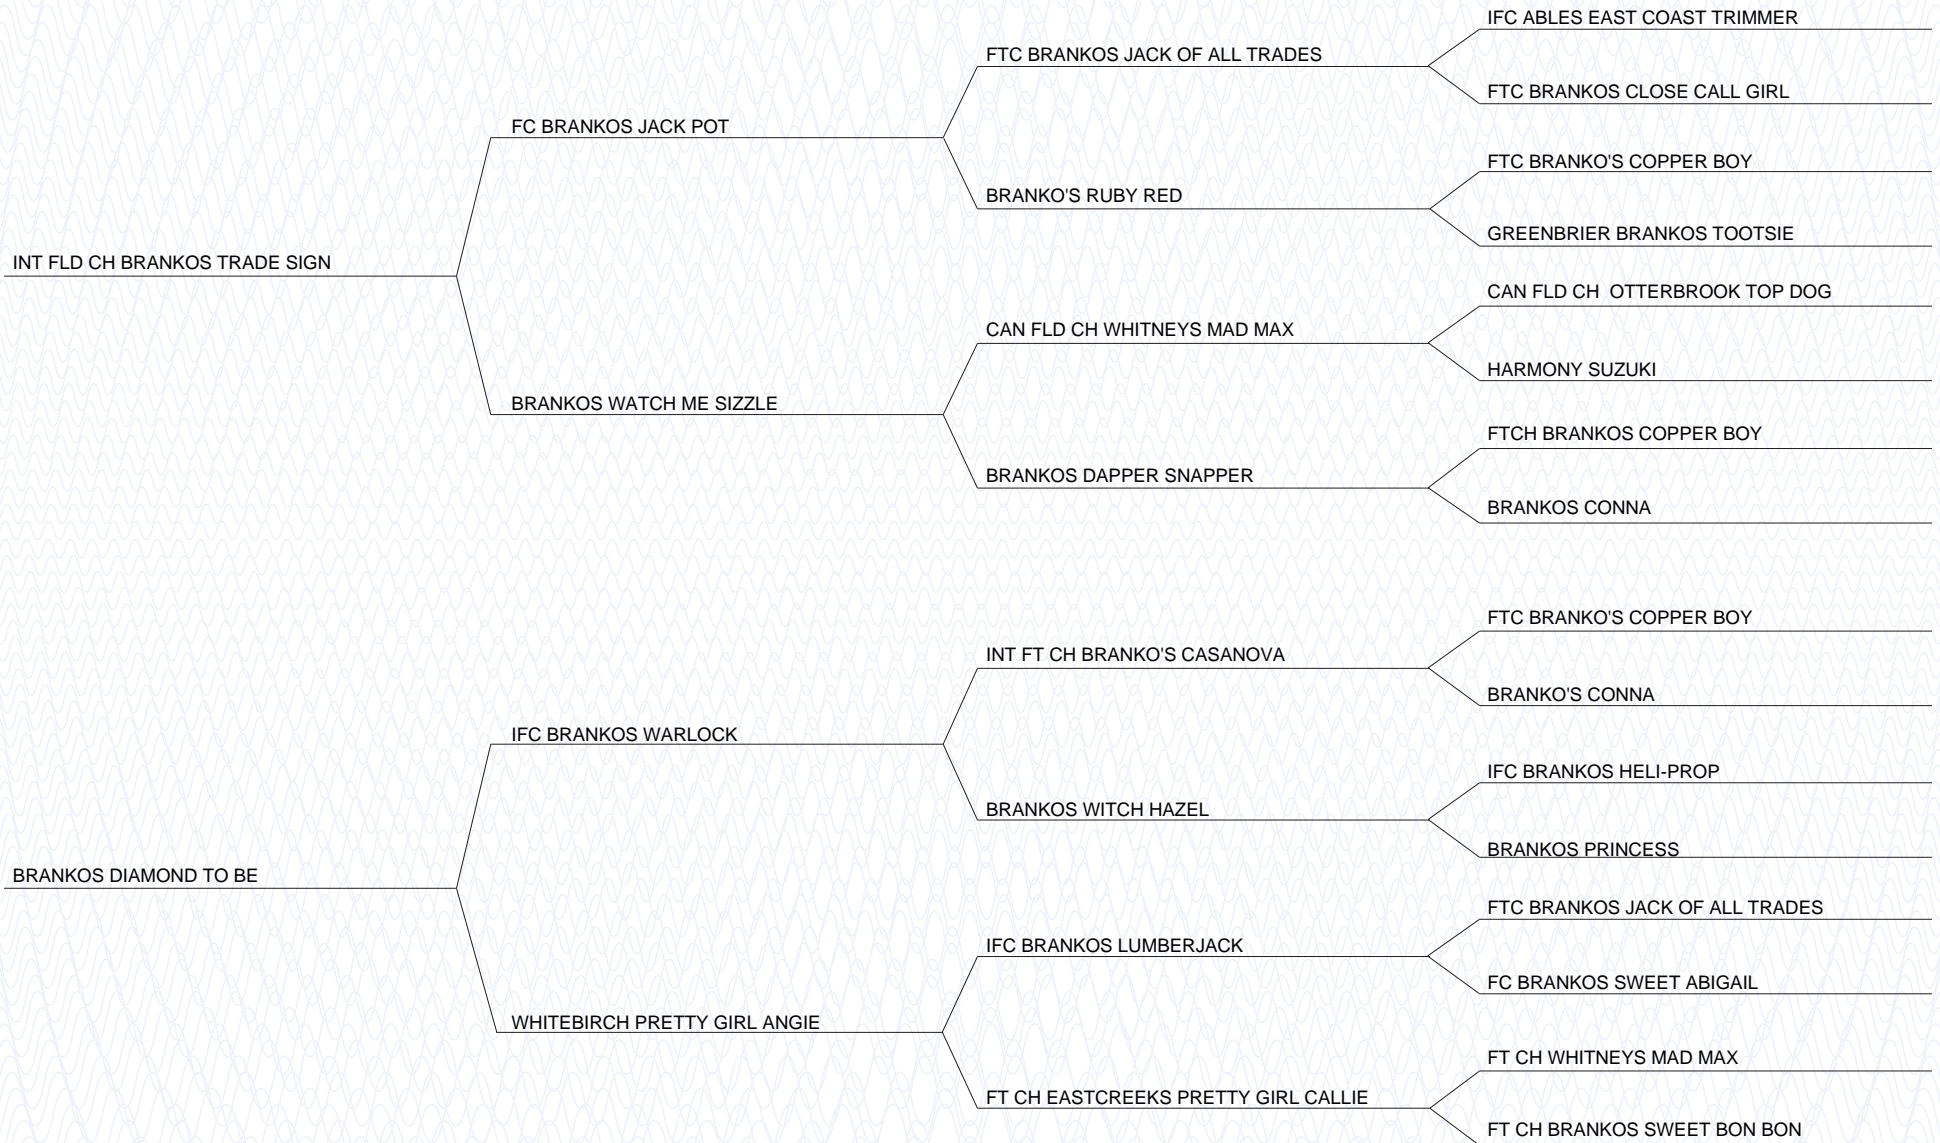 IFC ABLES EAST COAST TRIMMER
FTC BRANKOS JACK OF ALL TRADES
FTC BRANKOS CLOSE CALL GIRL
FC BRANKOS JACK POT
FTC BRANKO'S COPPER BOY
BRANKO'S RUBY RED
GREENBRIER BRANKOS TOOTSIE
INT FLD CH BRANKOS TRADE SIGN
CAN FLD CH  OTTERBROOK TOP DOG
CAN FLD CH WHITNEYS MAD MAX
HARMONY SUZUKI
BRANKOS WATCH ME SIZZLE
FTCH BRANKOS COPPER BOY
BRANKOS DAPPER SNAPPER
BRANKOS CONNA
FTC BRANKO'S COPPER BOY
INT FT CH BRANKO'S CASANOVA
BRANKO'S CONNA
IFC BRANKOS WARLOCK
IFC BRANKOS HELI-PROP
BRANKOS WITCH HAZEL
BRANKOS PRINCESS
BRANKOS DIAMOND TO BE
FTC BRANKOS JACK OF ALL TRADES
IFC BRANKOS LUMBERJACK
FC BRANKOS SWEET ABIGAIL
WHITEBIRCH PRETTY GIRL ANGIE
FT CH WHITNEYS MAD MAX
FT CH EASTCREEKS PRETTY GIRL CALLIE
FT CH BRANKOS SWEET BON BON